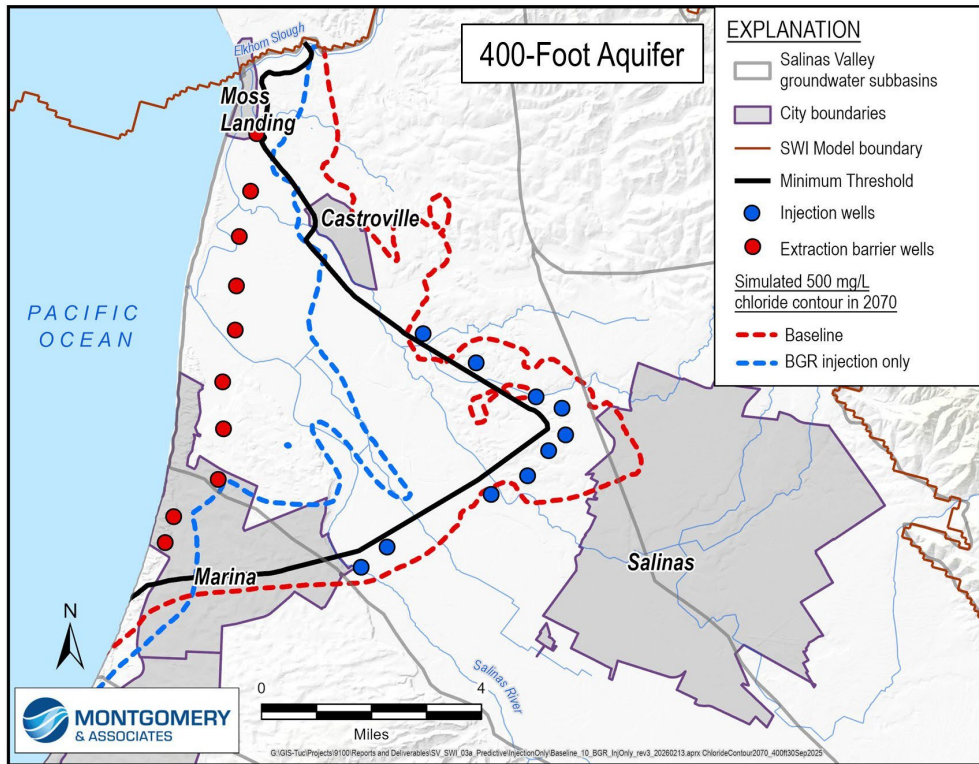 400-Foot Aquifer
EXPLANATION
Salinas Valley
groundwater subbasins
City boundaries
SWI Model boundary
Minimum Threshold
Injection wells
Extraction barrier wells
Simulated 500 mg/L
chloride contour in 2070
Baseline
BGR injection only
Elkhorn Slough
Moss
Landing
Castroville
PACIFIC
OCEAN
Marina
Salinas
Salinas River
N
0 4
Miles
MONTGOMERY
& ASSOCIATES
G:\GIS-Tuc\Projects\9100\Reports and Deliverables\SV_SWI_03a_Predictive\InjectionOnly\Baseline_10_BGR_InjOnly_rev3_20260213.aprx ChlorideContour2070_400ft30Sep2025